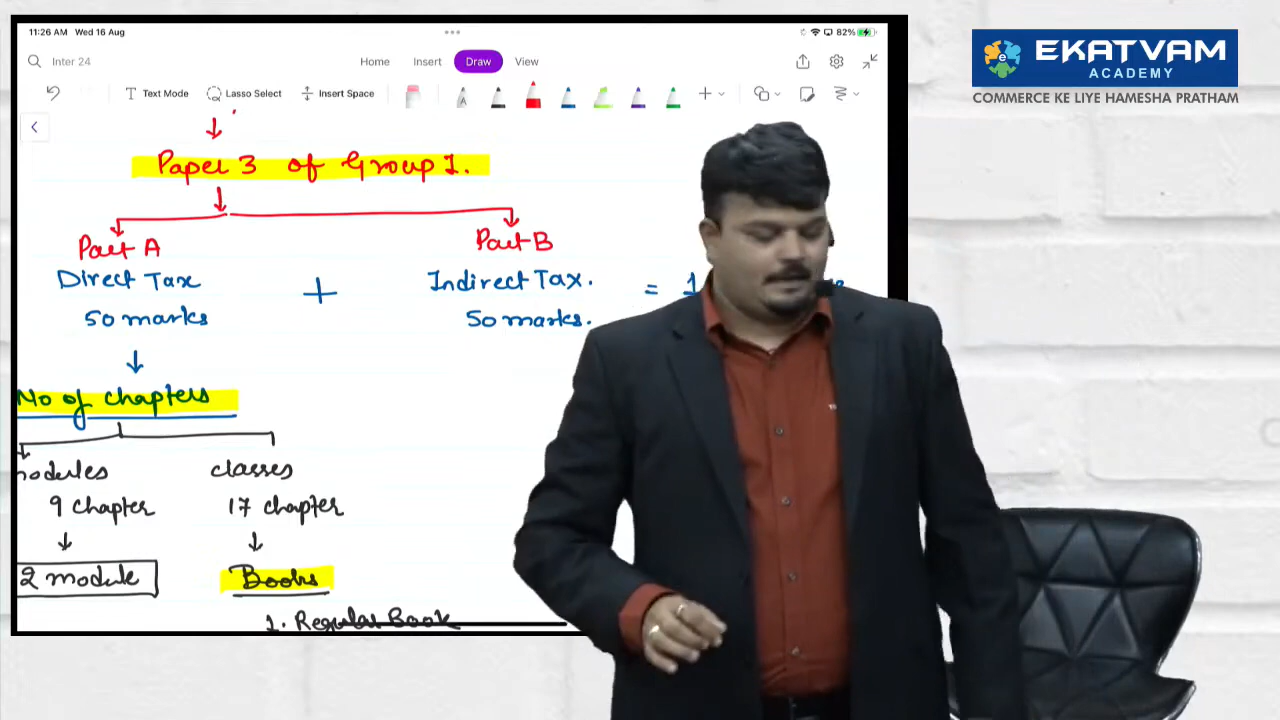 11:26 AM Wed 16 Aug
82%
Inter 24
Home Insert Draw View
Text Mode Lasso Select Insert Space
Paper 3 of Group 1.
Part A Part B
Direct Tax + Indirect Tax. = 1
50 marks 50 marks.
No of chapters
modules classes
9 chapter 17 chapter
2 module Books
1. Regular Book
EKATVAM
ACADEMY
COMMERCE KE LIYE HAMESHA PRATHAM